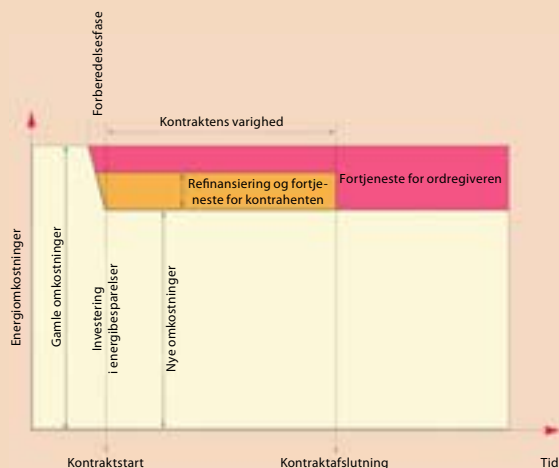 Forberedelsesfase
Kontraktens varighed
Refinansiering og fortje-
neste for kontrahenten
Fortjeneste for ordregiveren
Energiomkostninger
Gamle omkostninger
Investering
i energibesparelser
Nye omkostninger
Kontraktstart
Kontraktafslutning
Tid